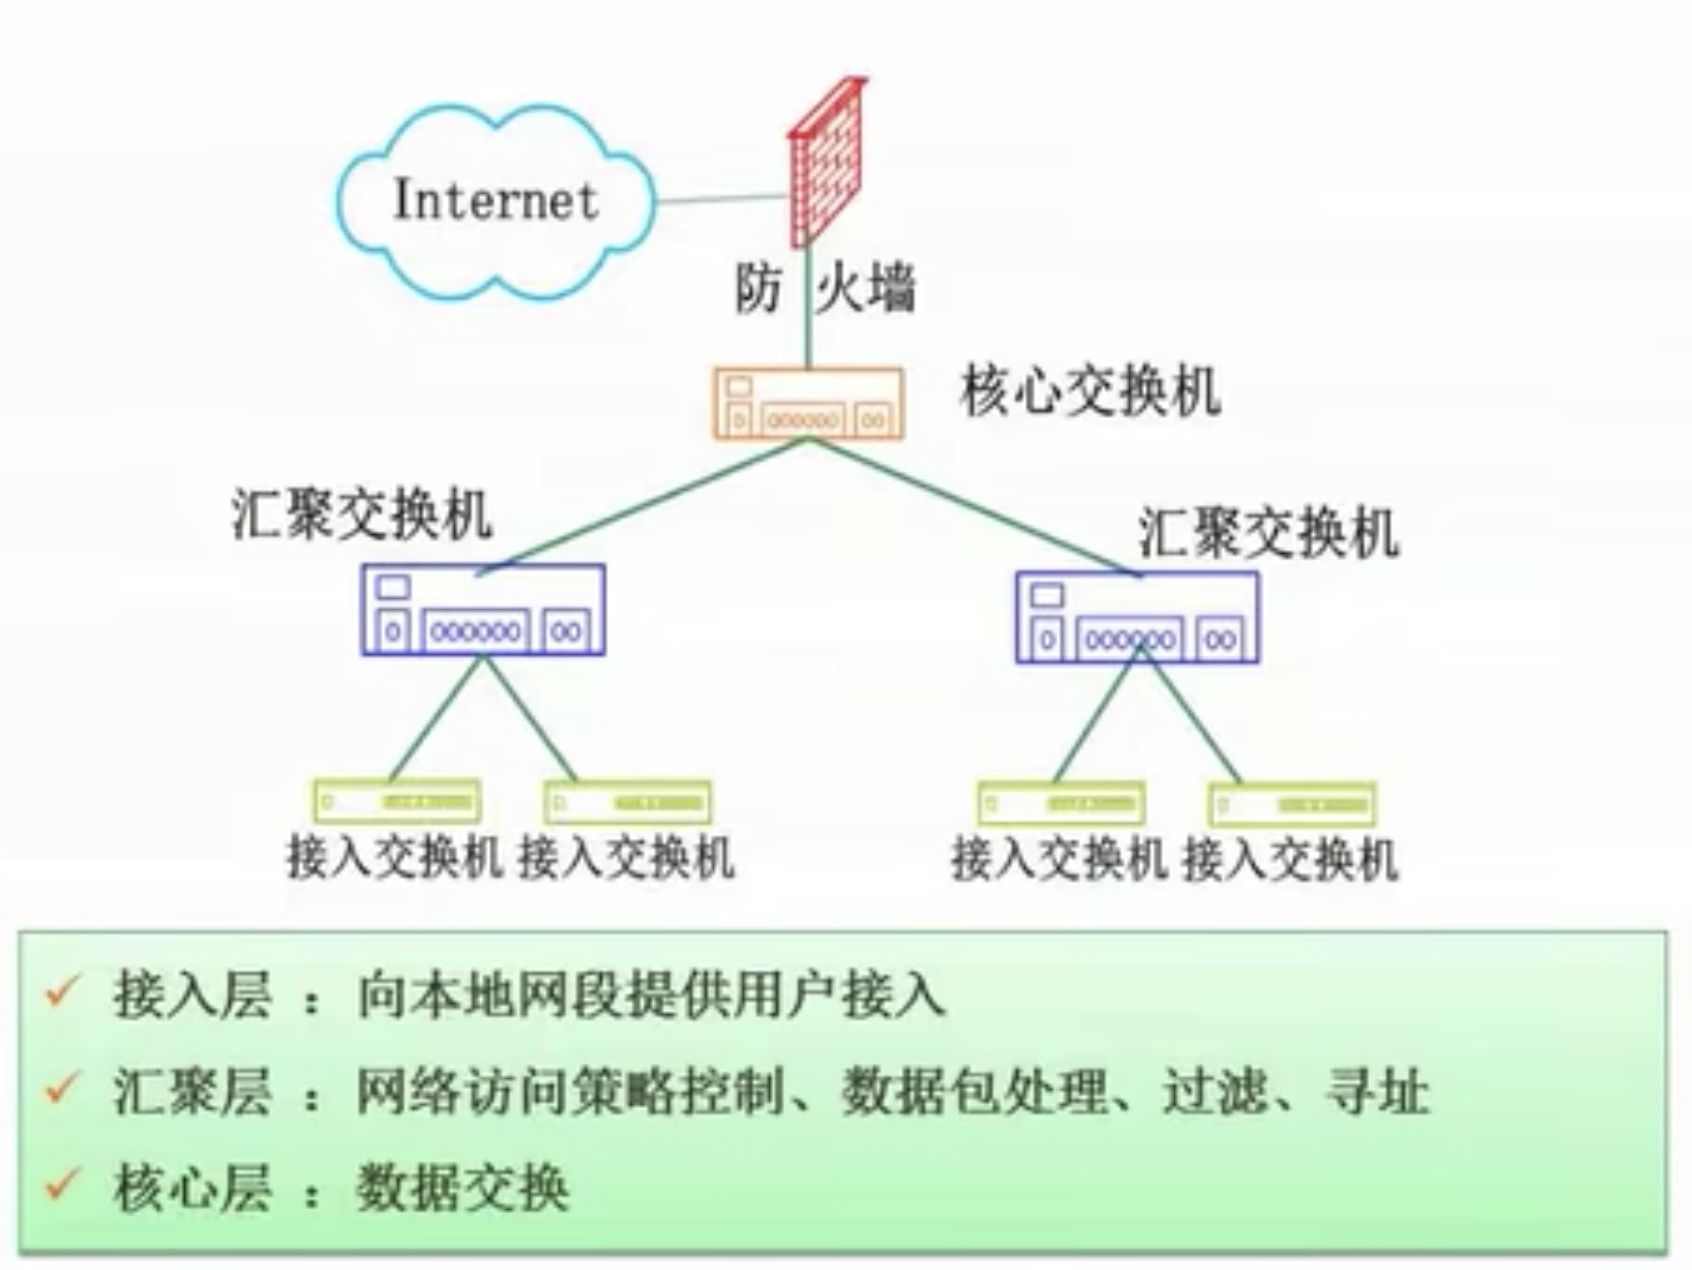 Internet
防火墙
核心交换机
汇聚交换机
汇聚交换机
接入交换机 接入交换机 接入交换机 接入交换机
接入层 ：向本地网段提供用户接入
汇聚层 ：网络访问策略控制、数据包处理、过滤、寻址
核心层 ：数据交换